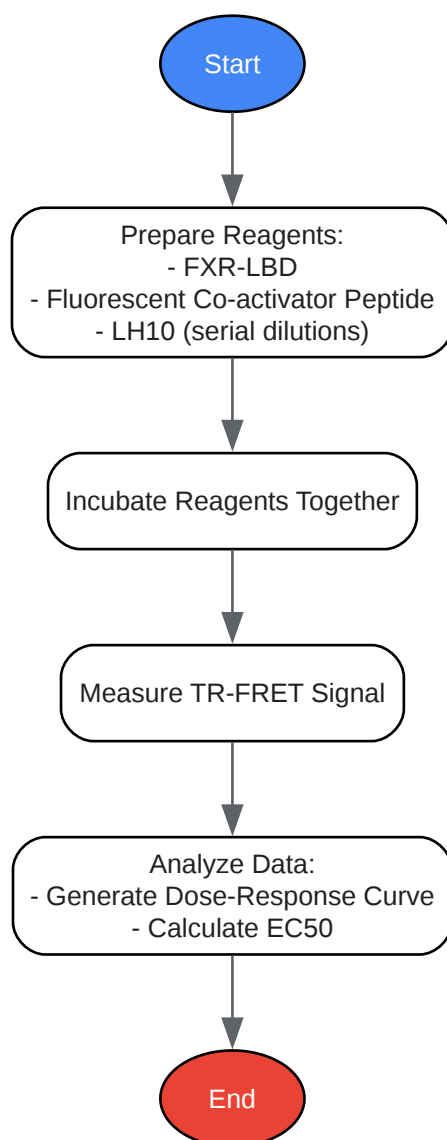 Start
Prepare Reagents:
- FXR-LBD
- Fluorescent Co-activator Peptide
- LH10 (serial dilutions)
Incubate Reagents Together
Measure TR-FRET Signal
Analyze Data:
- Generate Dose-Response Curve
- Calculate EC50
End